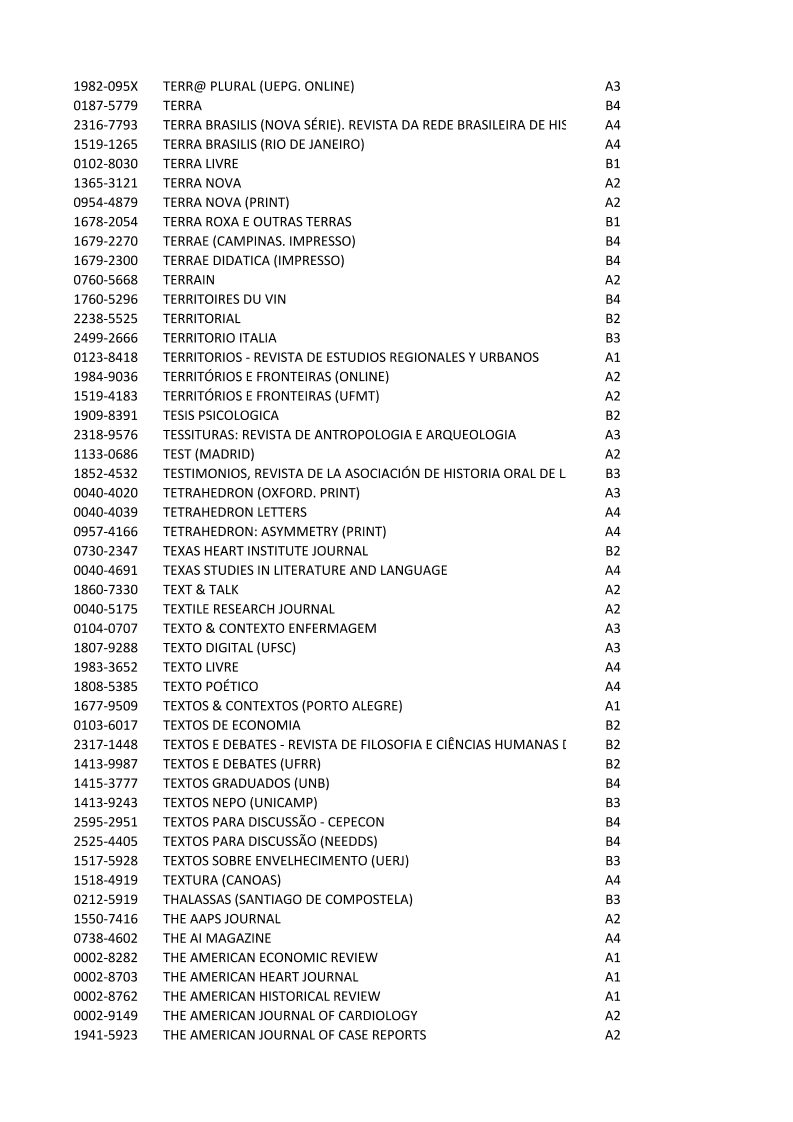 1982-095X TERR@ PLURAL (UEPG. ONLINE) A3
0187-5779 TERRA B4
2316-7793 TERRA BRASILIS (NOVA SÉRIE). REVISTA DA REDE BRASILEIRA DE HIS A4
1519-1265 TERRA BRASILIS (RIO DE JANEIRO) A4
0102-8030 TERRA LIVRE B1
1365-3121 TERRA NOVA A2
0954-4879 TERRA NOVA (PRINT) A2
1678-2054 TERRA ROXA E OUTRAS TERRAS B1
1679-2270 TERRAE (CAMPINAS. IMPRESSO) B4
1679-2300 TERRAE DIDATICA (IMPRESSO) B4
0760-5668 TERRAIN A2
1760-5296 TERRITOIRES DU VIN B4
2238-5525 TERRITORIAL B2
2499-2666 TERRITORIO ITALIA B3
0123-8418 TERRITORIOS - REVISTA DE ESTUDIOS REGIONALES Y URBANOS A1
1984-9036 TERRITÓRIOS E FRONTEIRAS (ONLINE) A2
1519-4183 TERRITÓRIOS E FRONTEIRAS (UFMT) A2
1909-8391 TESIS PSICOLOGICA B2
2318-9576 TESSITURAS: REVISTA DE ANTROPOLOGIA E ARQUEOLOGIA A3
1133-0686 TEST (MADRID) A2
1852-4532 TESTIMONIOS, REVISTA DE LA ASOCIACIÓN DE HISTORIA ORAL DE L B3
0040-4020 TETRAHEDRON (OXFORD. PRINT) A3
0040-4039 TETRAHEDRON LETTERS A4
0957-4166 TETRAHEDRON: ASYMMETRY (PRINT) A4
0730-2347 TEXAS HEART INSTITUTE JOURNAL B2
0040-4691 TEXAS STUDIES IN LITERATURE AND LANGUAGE A4
1860-7330 TEXT & TALK A2
0040-5175 TEXTILE RESEARCH JOURNAL A2
0104-0707 TEXTO & CONTEXTO ENFERMAGEM A3
1807-9288 TEXTO DIGITAL (UFSC) A3
1983-3652 TEXTO LIVRE A4
1808-5385 TEXTO POÉTICO A4
1677-9509 TEXTOS & CONTEXTOS (PORTO ALEGRE) A1
0103-6017 TEXTOS DE ECONOMIA B2
2317-1448 TEXTOS E DEBATES - REVISTA DE FILOSOFIA E CIÊNCIAS HUMANAS B2
1413-9987 TEXTOS E DEBATES (UFRR) B2
1415-3777 TEXTOS GRADUADOS (UNB) B4
1413-9243 TEXTOS NEPO (UNICAMP) B3
2595-2951 TEXTOS PARA DISCUSSÃO - CEPECON B4
2525-4405 TEXTOS PARA DISCUSSÃO (NEEDDS) B4
1517-5928 TEXTOS SOBRE ENVELHECIMENTO (UERJ) B3
1518-4919 TEXTURA (CANOAS) A4
0212-5919 THALASSAS (SANTIAGO DE COMPOSTELA) B3
1550-7416 THE AAPS JOURNAL A2
0738-4602 THE AI MAGAZINE A4
0002-8282 THE AMERICAN ECONOMIC REVIEW A1
0002-8703 THE AMERICAN HEART JOURNAL A1
0002-8762 THE AMERICAN HISTORICAL REVIEW A1
0002-9149 THE AMERICAN JOURNAL OF CARDIOLOGY A2
1941-5923 THE AMERICAN JOURNAL OF CASE REPORTS A2